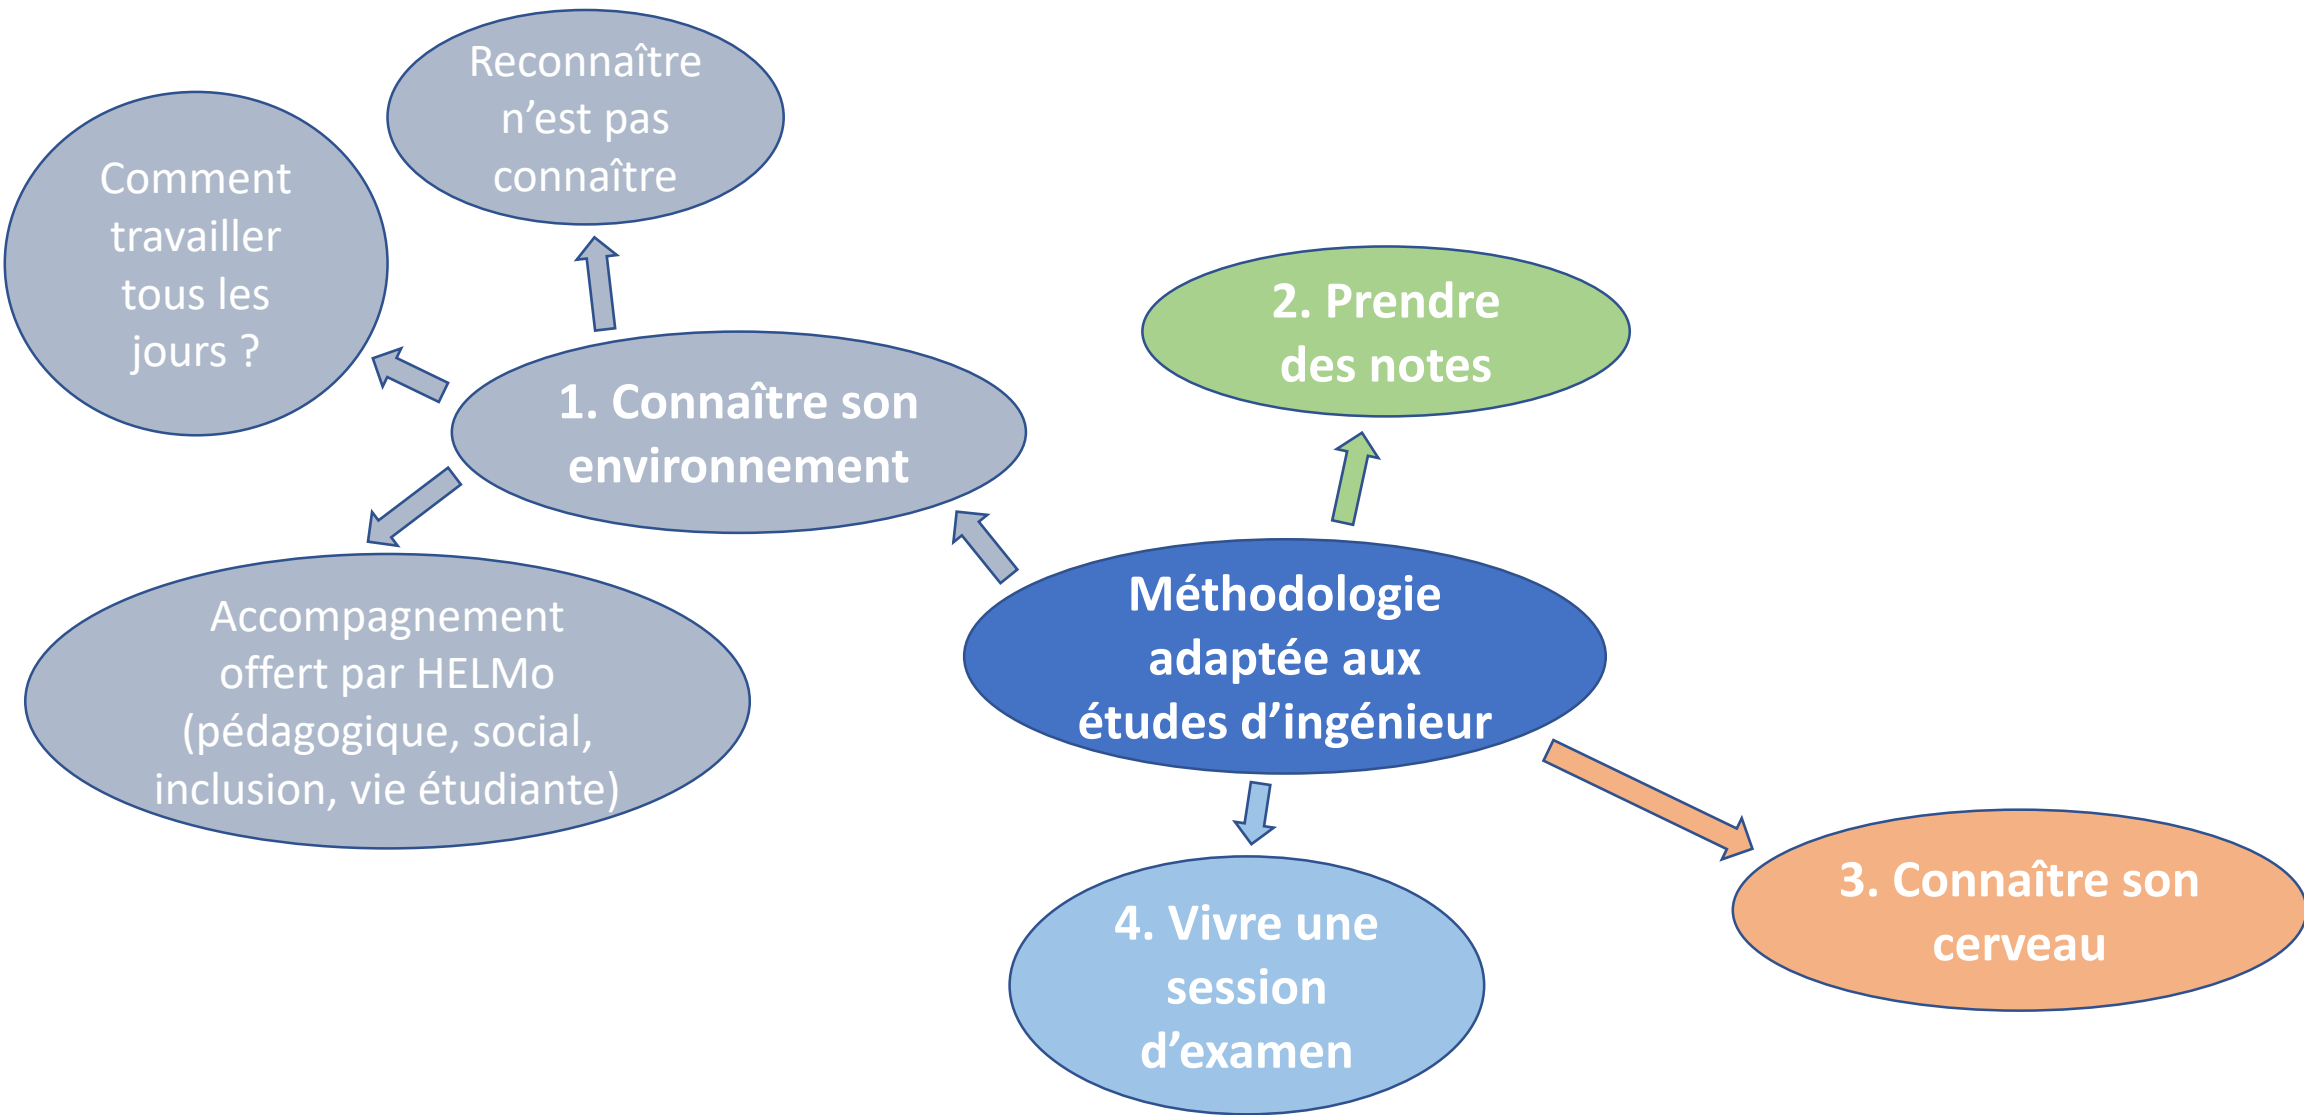 Reconnaître
n’est pas
connaître
Comment
travailler
tous les
jours ?
1. Connaître son
environnement
Accompagnement
offert par HELMo
(pédagogique, social,
inclusion, vie étudiante)
2. Prendre
des notes
Méthodologie
adaptée aux
études d’ingénieur
3. Connaître son
cerveau
4. Vivre une
session
d’examen